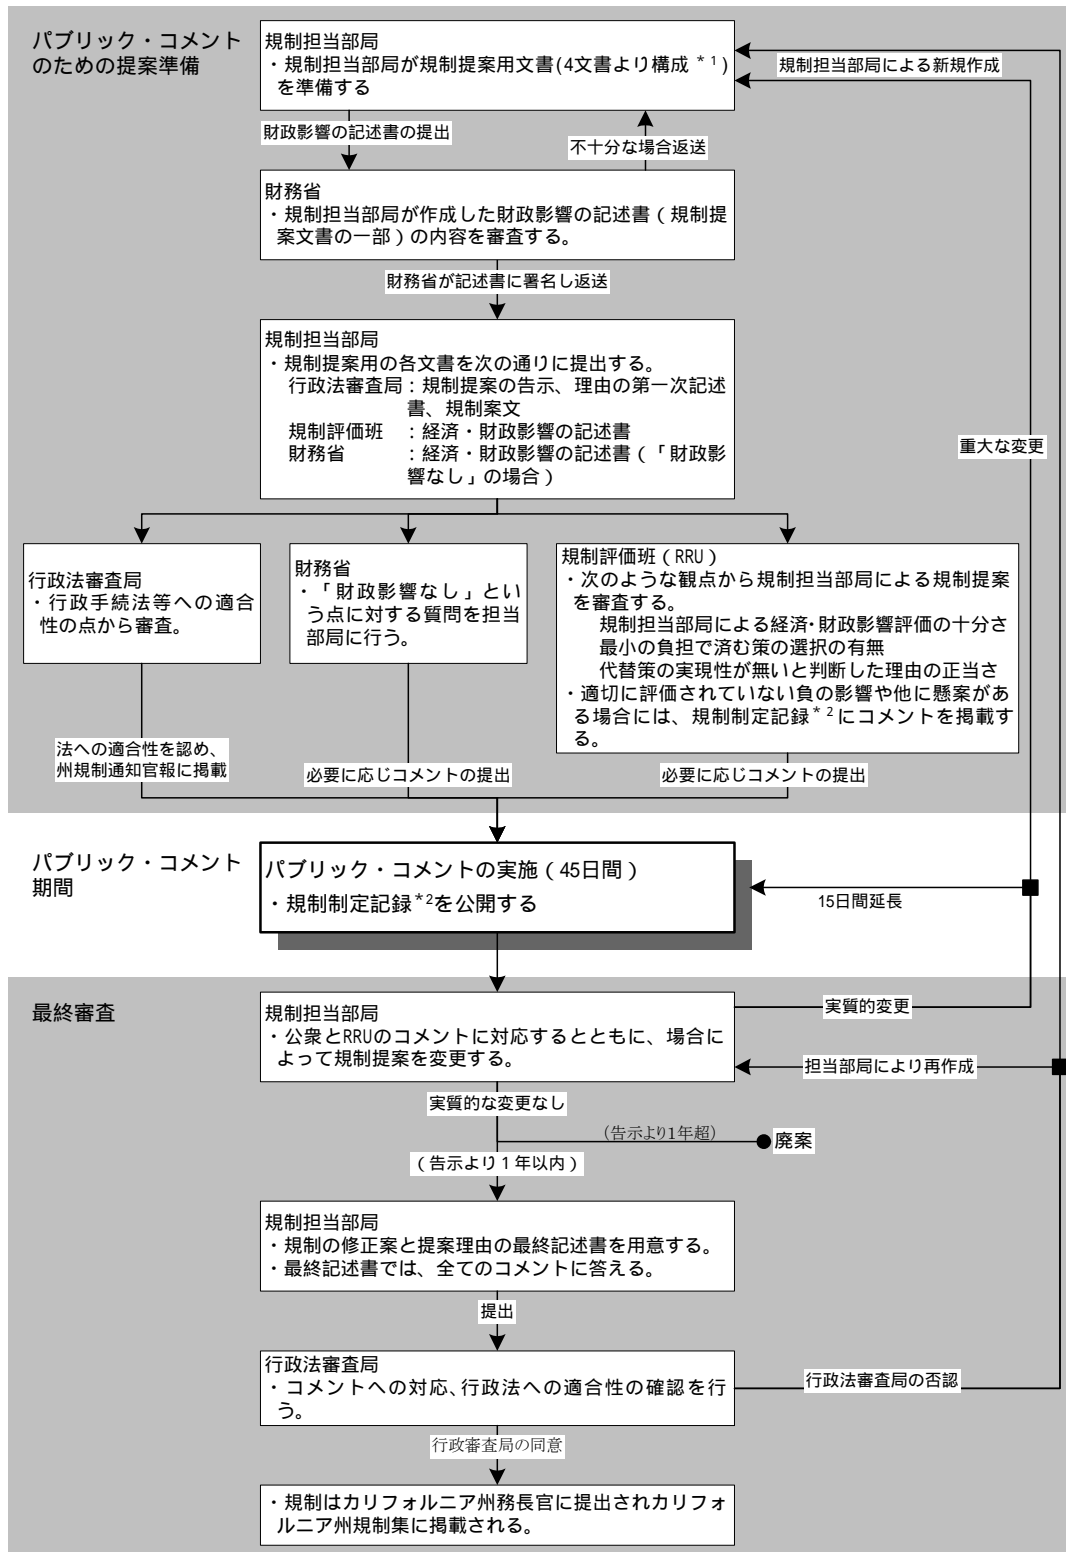 パブリック・コメント
のための提案準備
規制担当部局
・規制担当部局が規制提案用文書(4文書より構成 *1)
を準備する
規制担当部局による新規作成
財政影響の記述書の提出
不十分な場合返送
財務省
・規制担当部局が作成した財政影響の記述書（規制提
案文書の一部）の内容を審査する。
財務省が記述書に署名し返送
規制担当部局
・規制提案用の各文書を次の通りに提出する。
行政法審査局：規制提案の告示、理由の第一次記述
書、規制案文
規制評価班　：経済・財政影響の記述書
財務省　　　：経済・財政影響の記述書（「財政影
響なし」の場合）
重大な変更
行政法審査局
・行政手続法等への適合
性の点から審査。
財務省
・「財政影響なし」とい
う点に対する質問を担当
部局に行う。
規制評価班（RRU）
・次のような観点から規制担当部局による規制提案
を審査する。
規制担当部局による経済・財政影響評価の十分さ
最小の負担で済む策の選択の有無
代替策の実現性が無いと判断した理由の正当さ
・適切に評価されていない負の影響や他に懸案があ
る場合には、規制制定記録*2にコメントを掲載す
る。
法への適合性を認め、
州規制通知官報に掲載
必要に応じコメントの提出
必要に応じコメントの提出
パブリック・コメント
期間
パブリック・コメントの実施（45日間）
・規制制定記録*2を公開する
15日間延長
最終審査
規制担当部局
・公衆とRRUのコメントに対応するとともに、場合に
よって規制提案を変更する。
実質的変更
担当部局により再作成
実質的な変更なし
（告示より1年超）
廃案
（告示より1年以内）
規制担当部局
・規制の修正案と提案理由の最終記述書を用意する。
・最終記述書では、全てのコメントに答える。
提出
行政法審査局
・コメントへの対応、行政法への適合性の確認を行
う。
行政法審査局の否認
行政審査局の同意
・規制はカリフォルニア州務長官に提出されカリフォ
ルニア州規制集に掲載される。